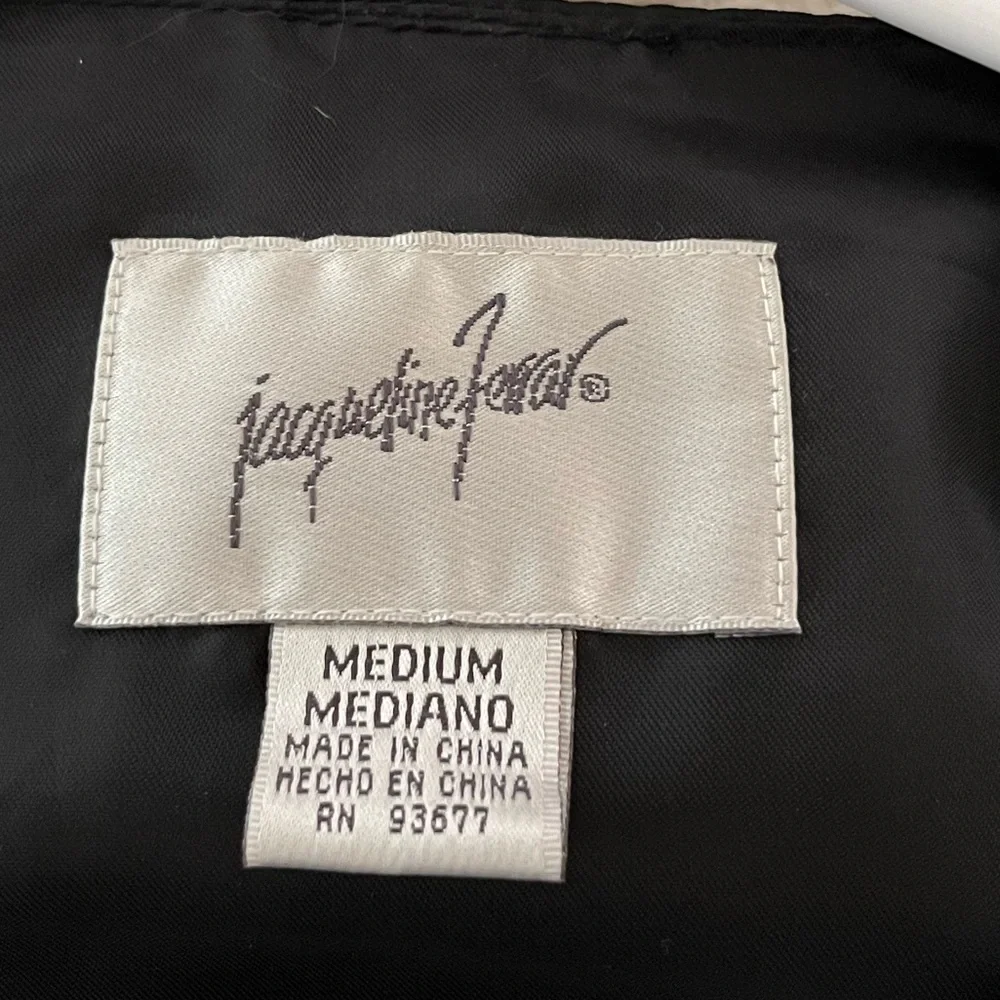 jacqueline Ferrar®
MEDIUM
MEDIANO
MADE IN CHINA
HECHO EN CHINA
RN 93677